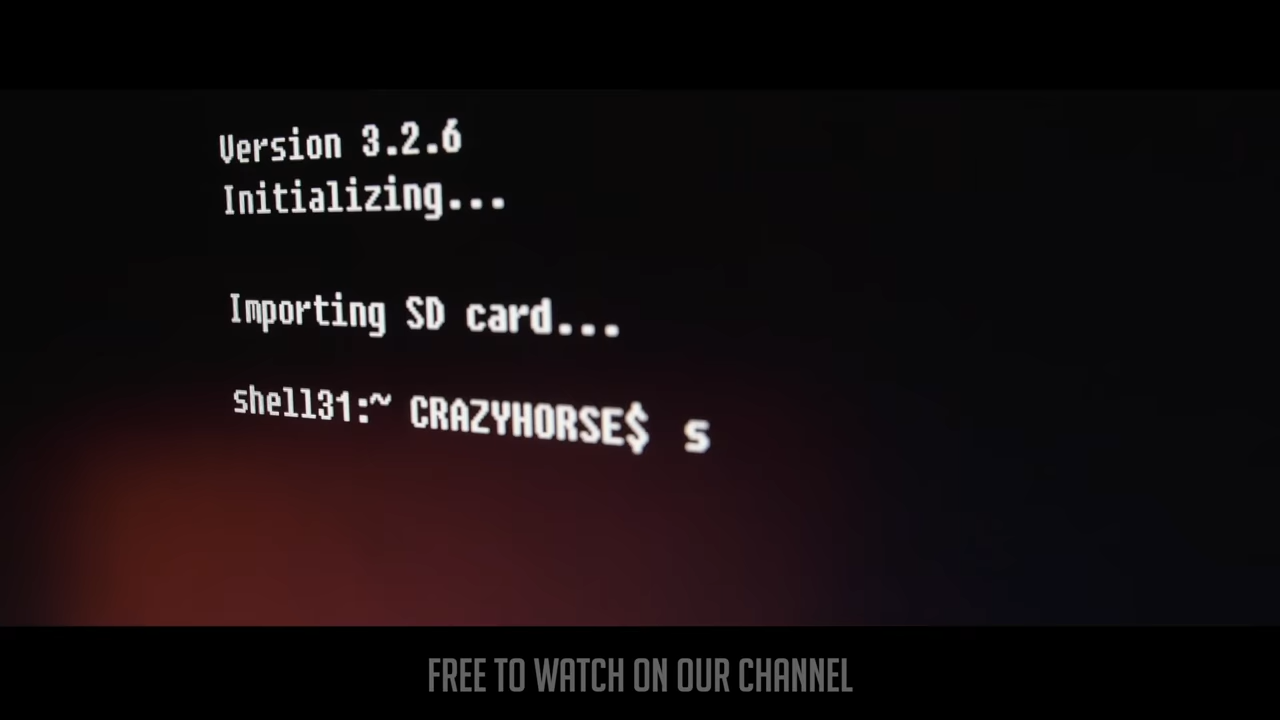 Version 3.2.6
Initializing...
Importing SD card...
shell31:~ CRAZYHORSE$ s
FREE TO WATCH ON OUR CHANNEL